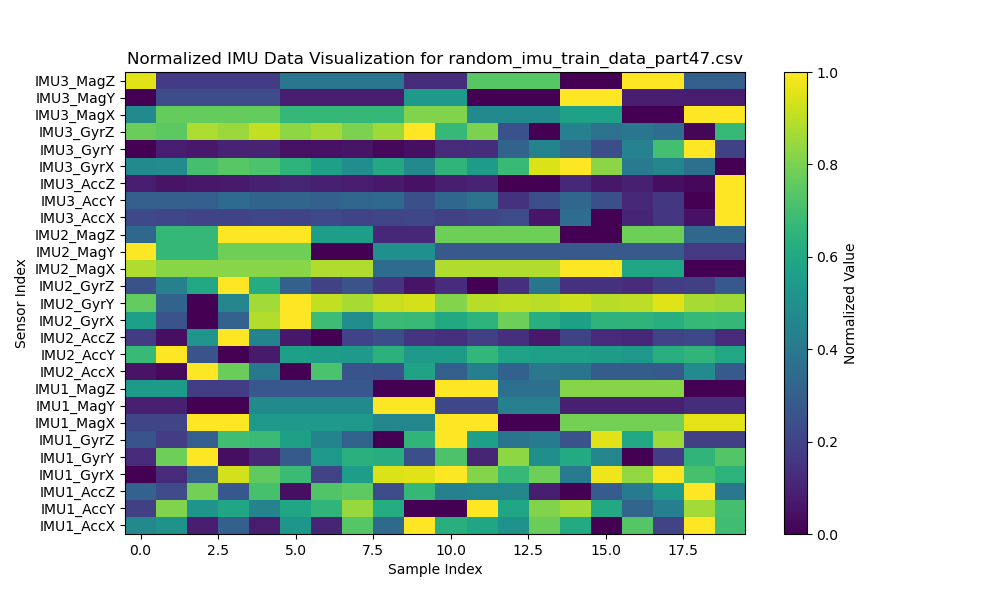 Normalized IMU Data Visualization for random_imu_train_data_part47.csv
IMU3_MagZ
IMU3_MagY
IMU3_MagX
IMU3_GyrZ
IMU3_GyrY
IMU3_GyrX
IMU3_AccZ
IMU3_AccY
IMU3_AccX
IMU2_MagZ
IMU2_MagY
IMU2_MagX
IMU2_GyrZ
IMU2_GyrY
IMU2_GyrX
IMU2_AccZ
IMU2_AccY
IMU2_AccX
IMU1_MagZ
IMU1_MagY
IMU1_MagX
IMU1_GyrZ
IMU1_GyrY
IMU1_GyrX
IMU1_AccZ
IMU1_AccY
IMU1_AccX
Sensor Index
0.0 2.5 5.0 7.5 10.0 12.5 15.0 17.5
Sample Index
1.0
0.8
0.6
0.4
0.2
0.0
Normalized Value